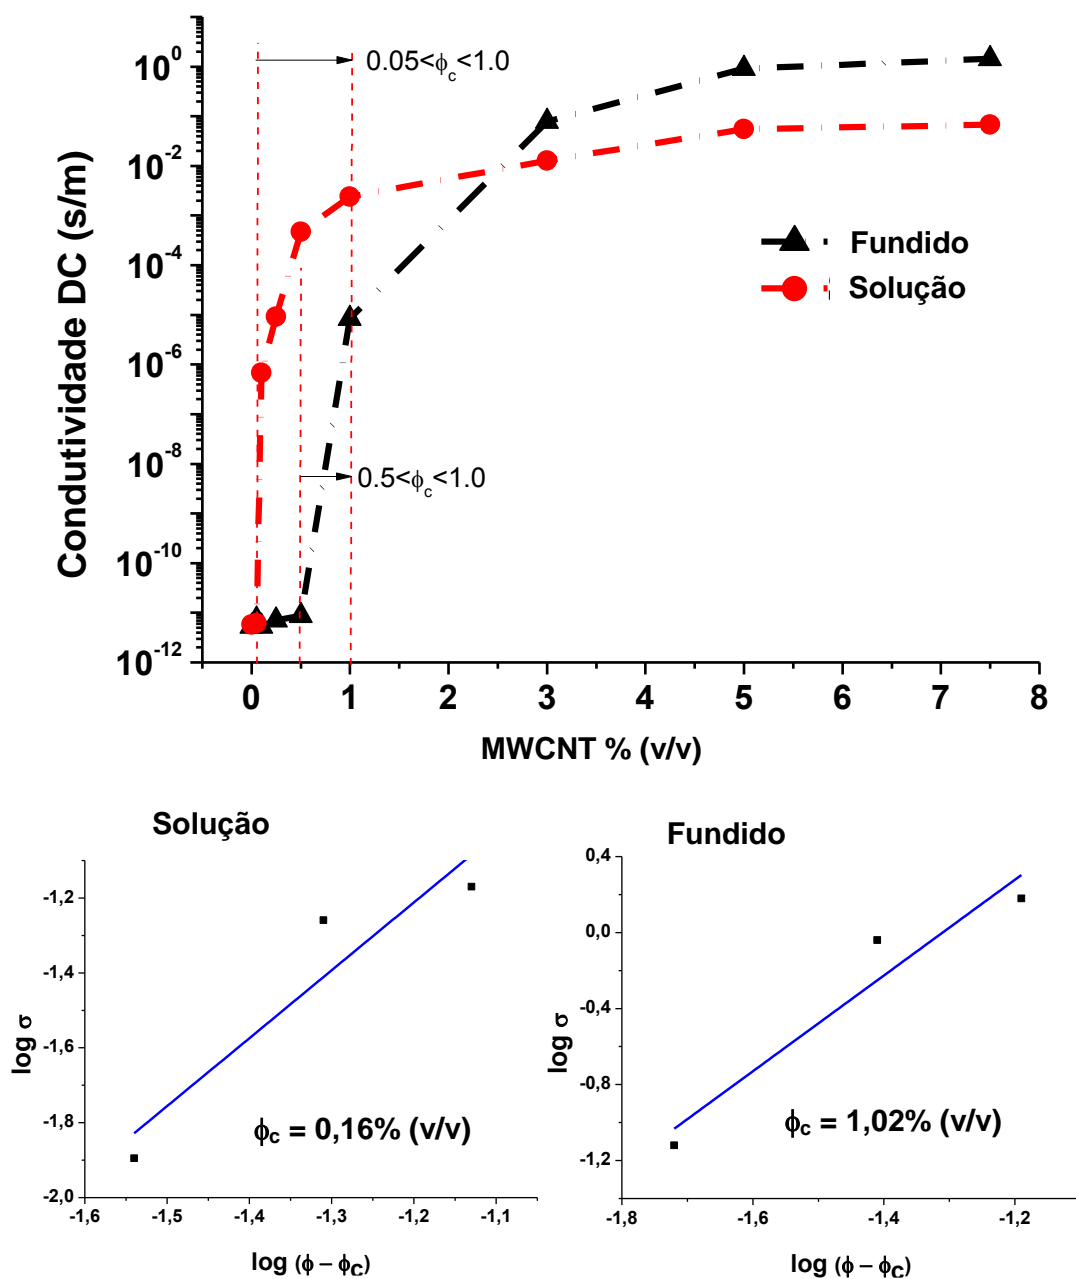 0.05<ϕc<1.0
10^0
10^-2
10^-4
10^-6
10^-8
10^-10
10^-12
Condutividade DC (s/m)
Fundido
Solução
0.5<ϕc<1.0
0 1 2 3 4 5 6 7 8
MWCNT % (v/v)
Solução
-1,2
-1,4
-1,6
-1,8
-2,0
log σ
ϕc = 0,16% (v/v)
-1,6 -1,5 -1,4 -1,3 -1,2 -1,1
log (ϕ – ϕc)
Fundido
0,4
0,0
-0,4
-0,8
-1,2
log σ
ϕc = 1,02% (v/v)
-1,8 -1,6 -1,4 -1,2
log (ϕ – ϕc)